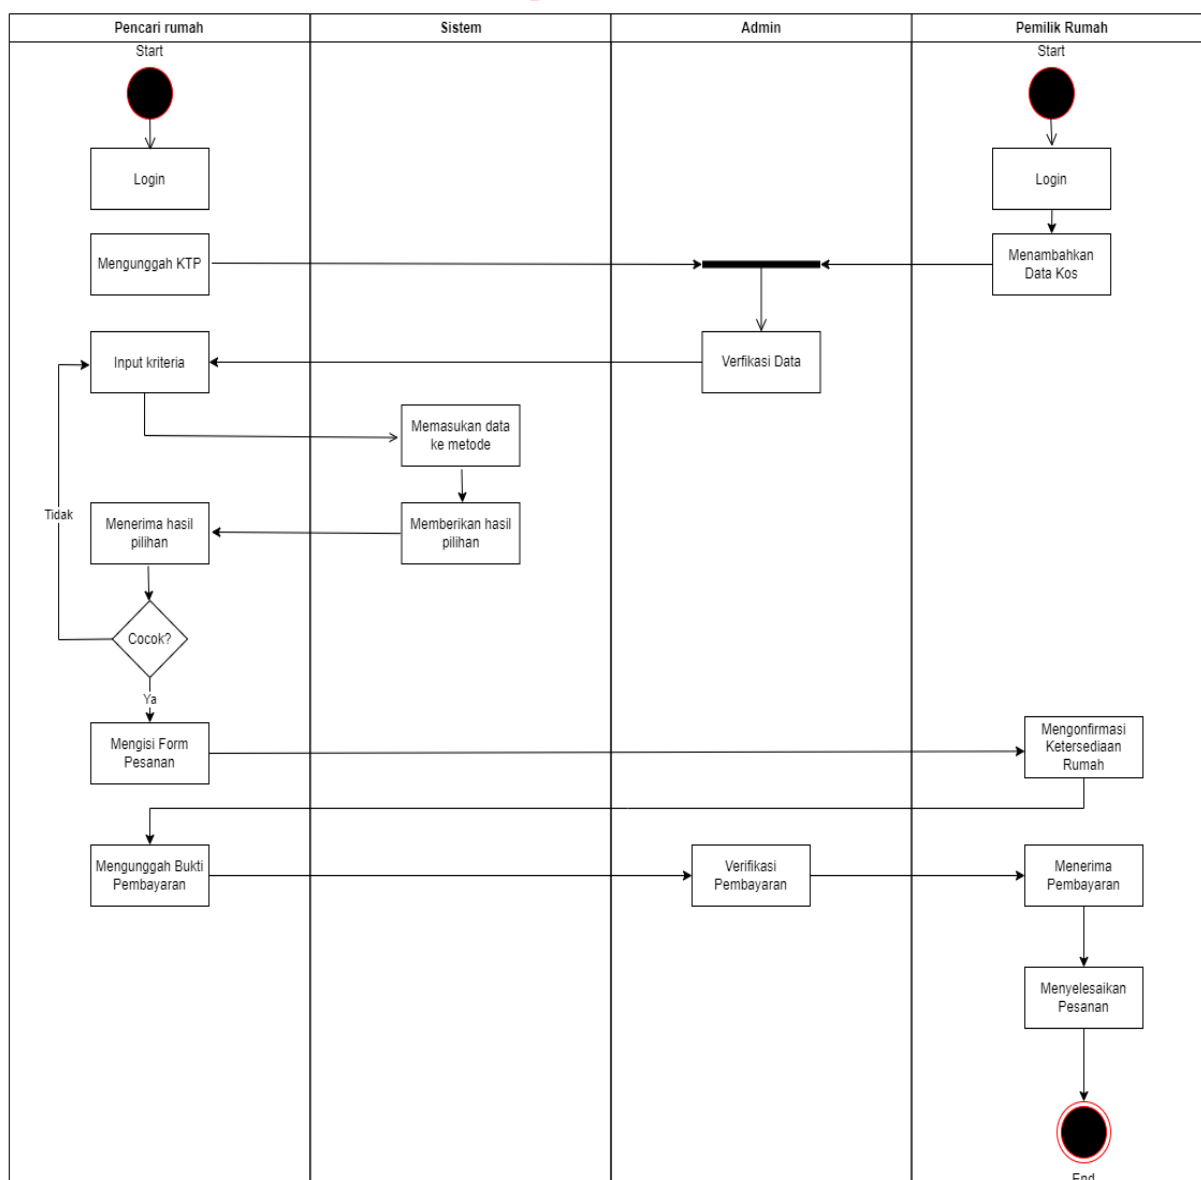 Pencari rumah
Sistem
Admin
Pemilik Rumah
Start
Start
Login
Login
Mengunggah KTP
Menambahkan
Data Kos
Input kriteria
Verfikasi Data
Memasukan data
ke metode
Tidak
Menerima hasil
pilihan
Memberikan hasil
pilihan
Cocok?
Ya
Mengisi Form
Pesanan
Mengonfirmasi
Ketersediaan
Rumah
Mengunggah Bukti
Pembayaran
Verifikasi
Pembayaran
Menerima
Pembayaran
Menyelesaikan
Pesanan
End